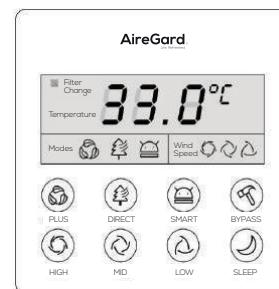 AireGard
Filter
Change
Temperature 33.0°C
Modes
Wind
Speed
PLUS DIRECT SMART BYPASS
HIGH MID LOW SLEEP